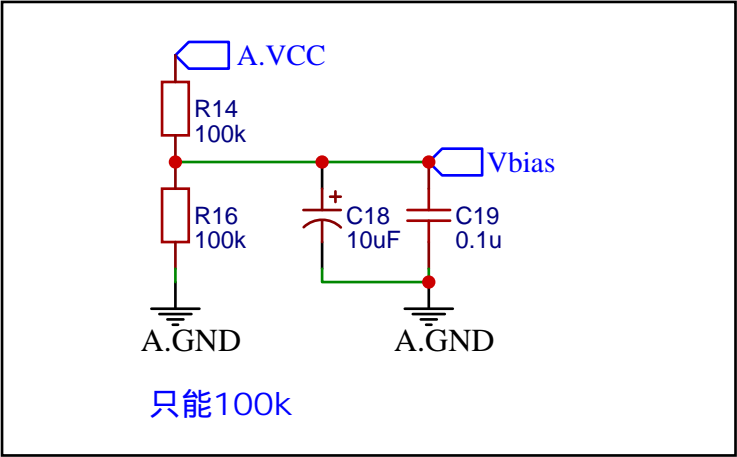 A.VCC
R14
100k
Vbias
R16
100k
+
C18
10uF
C19
0.1u
A.GND
A.GND
只能100k